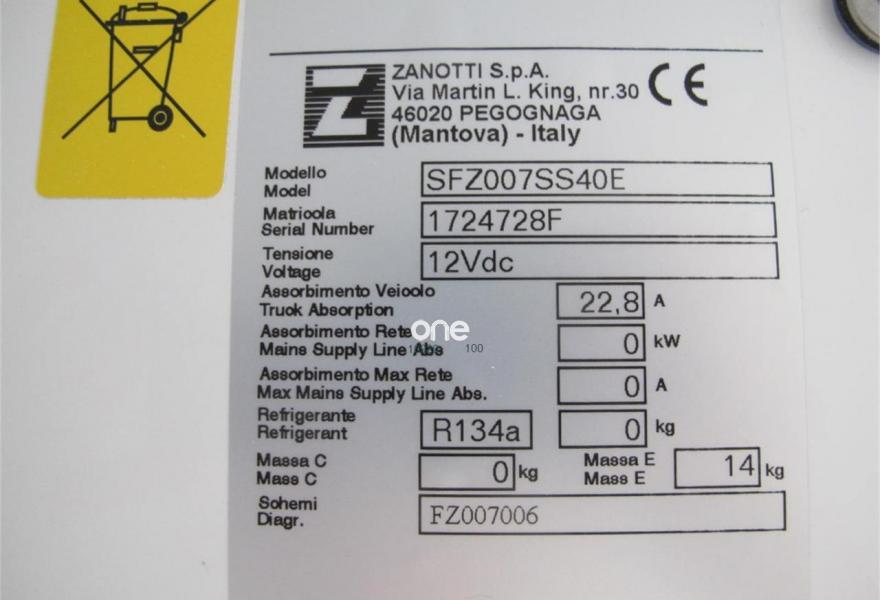 ZANOTTI S.p.A.
Via Martin L. King, nr.30
46020 PEGOGNAGA
(Mantova) - Italy
CE
Modello
Model
SFZ007SS40E
Matricola
Serial Number
1724728F
Tensione
Voltage
12Vdc
Assorbimento Veicolo
Truck Absorption
22,8 A
Assorbimento Rete
Mains Supply Line Abs
0 kW
one
100
Assorbimento Max Rete
Max Mains Supply Line Abs.
0 A
Refrigerante
Refrigerant
R134a
0 kg
Massa C
Mass C
0 kg
Massa E
Mass E
14 kg
Schemi
Diagr.
FZ007006